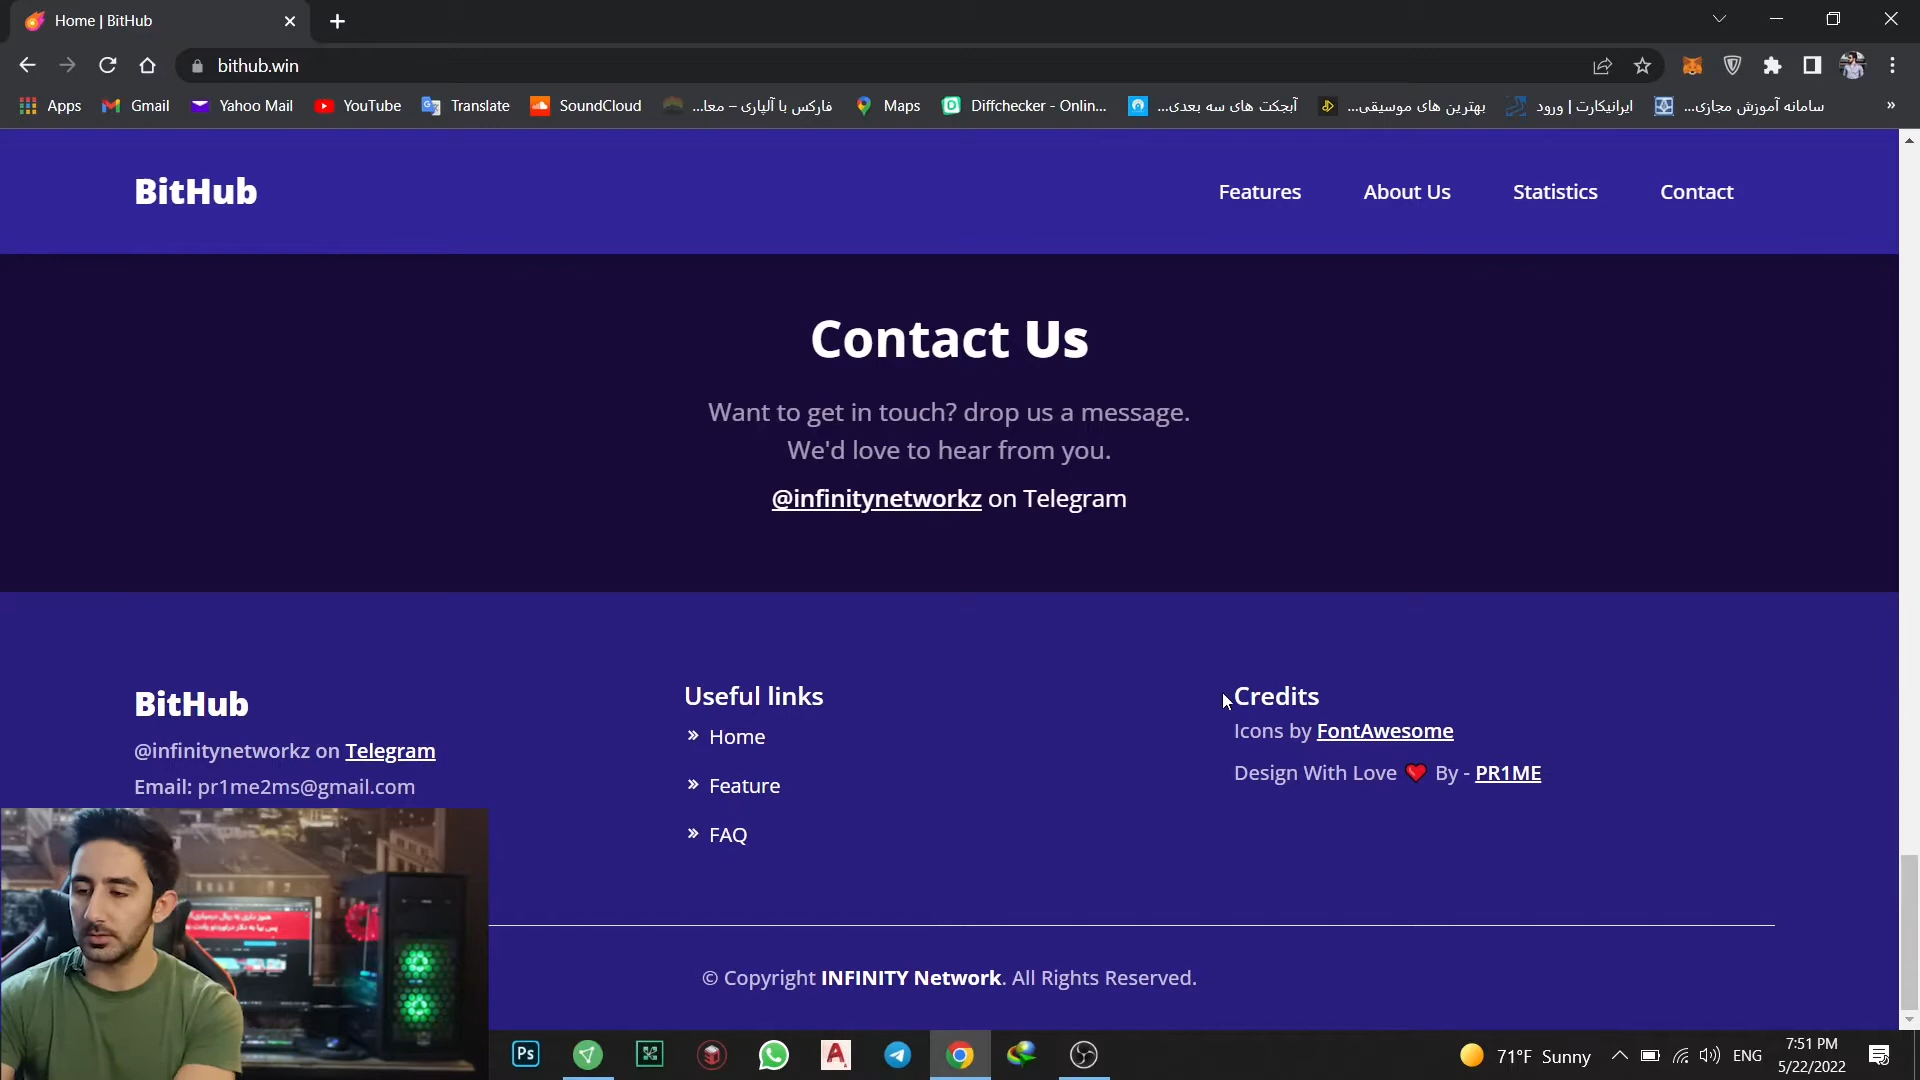 Home | BitHub
bithub.win
Apps
Gmail
Yahoo Mail
YouTube
Translate
SoundCloud
فارکس با آلپاری – معا...
Maps
Diffchecker - Onlin...
آبجکت های سه بعدی...
بهترین های موسیقی...
ایرانیکارت | ورود
سامانه آموزش مجازی...
»
BitHub
Features
About Us
Statistics
Contact
Contact Us
Want to get in touch? drop us a message.
We'd love to hear from you.
@infinitynetworkz on Telegram
BitHub
@infinitynetworkz on Telegram
Email: pr1me2ms@gmail.com
Useful links
» Home
» Feature
» FAQ
Credits
Icons by FontAwesome
Design With Love ❤ By - PR1ME
© Copyright INFINITY Network. All Rights Reserved.
Ps
71°F Sunny
ENG
7:51 PM
5/22/2022